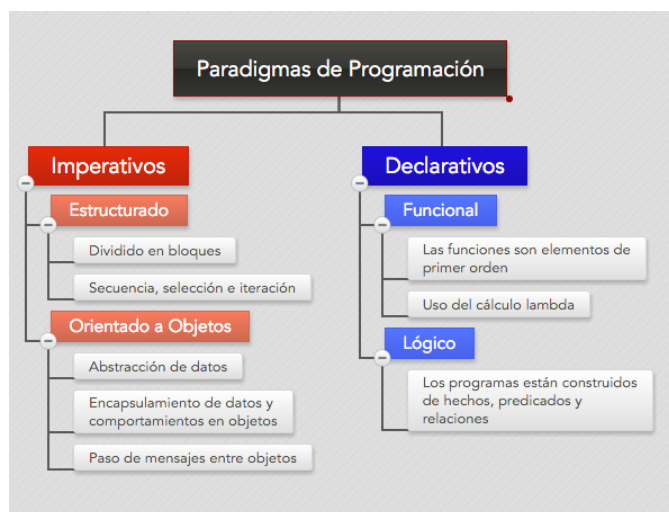 Paradigmas de Programación
Imperativos
Estructurado
Dividido en bloques
Secuencia, selección e iteración
Orientado a Objetos
Abstracción de datos
Encapsulamiento de datos y
comportamientos en objetos
Paso de mensajes entre objetos
Declarativos
Funcional
Las funciones son elementos de
primer orden
Uso del cálculo lambda
Lógico
Los programas están construidos
de hechos, predicados y
relaciones